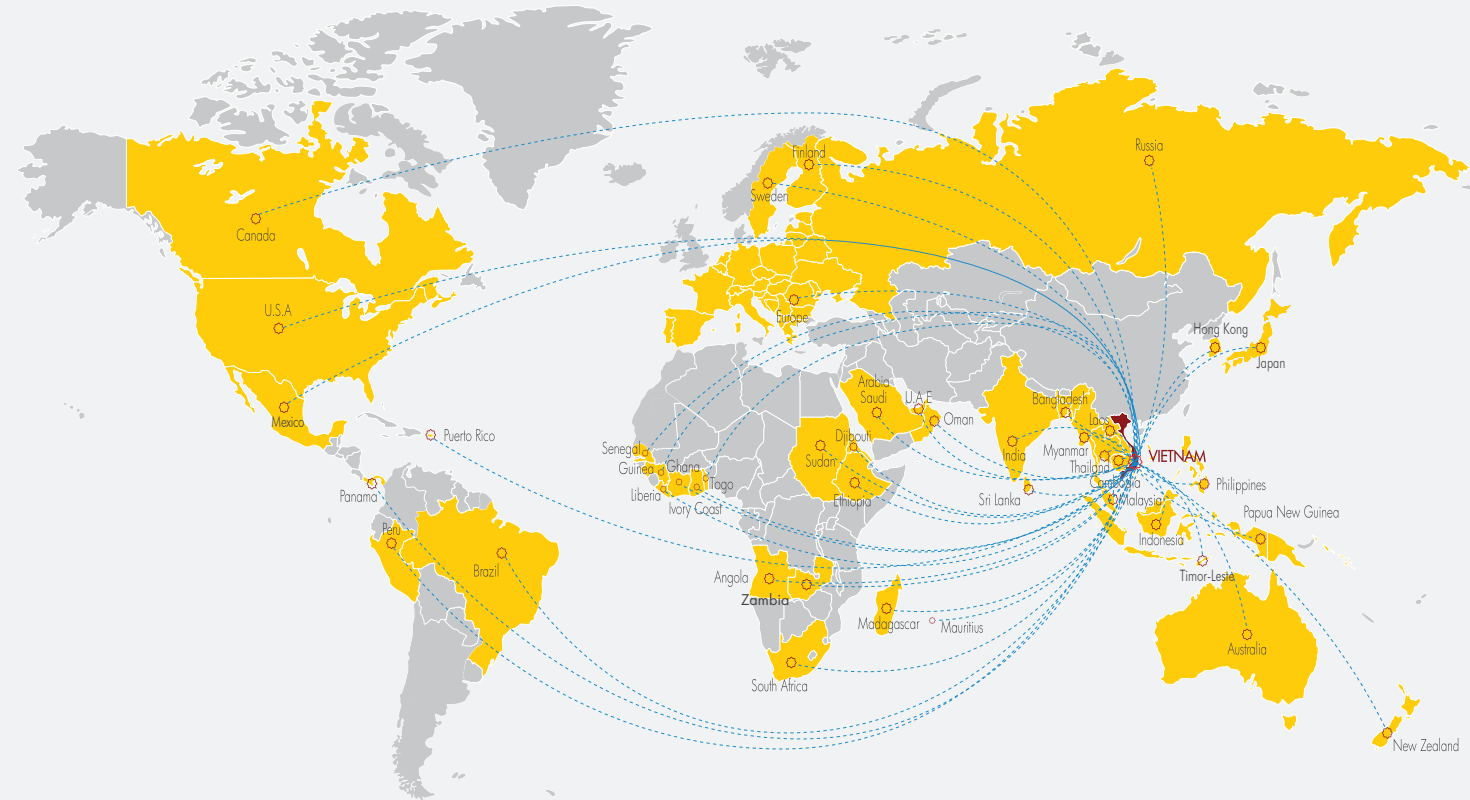 Russia
Finland
Sweden
Canada
U.S.A
Europe
Hong Kong
Japan
Arabia
Saudi
U.A.E
Oman
Bangladesh
Laos
Mexico
Puerto Rico
Djibouti
Senegal
Sudan
India
Myanmar
VIETNAM
Guinea
Ghana
Thailand
Togo
Cambodia
Philippines
Panama
Liberia
Ivory Coast
Ethiopia
Sri Lanka
Malaysia
Papua New Guinea
Peru
Indonesia
Brazil
Angola
Timor-Leste
Zambia
Madagascar
Mauritius
Australia
South Africa
New Zealand